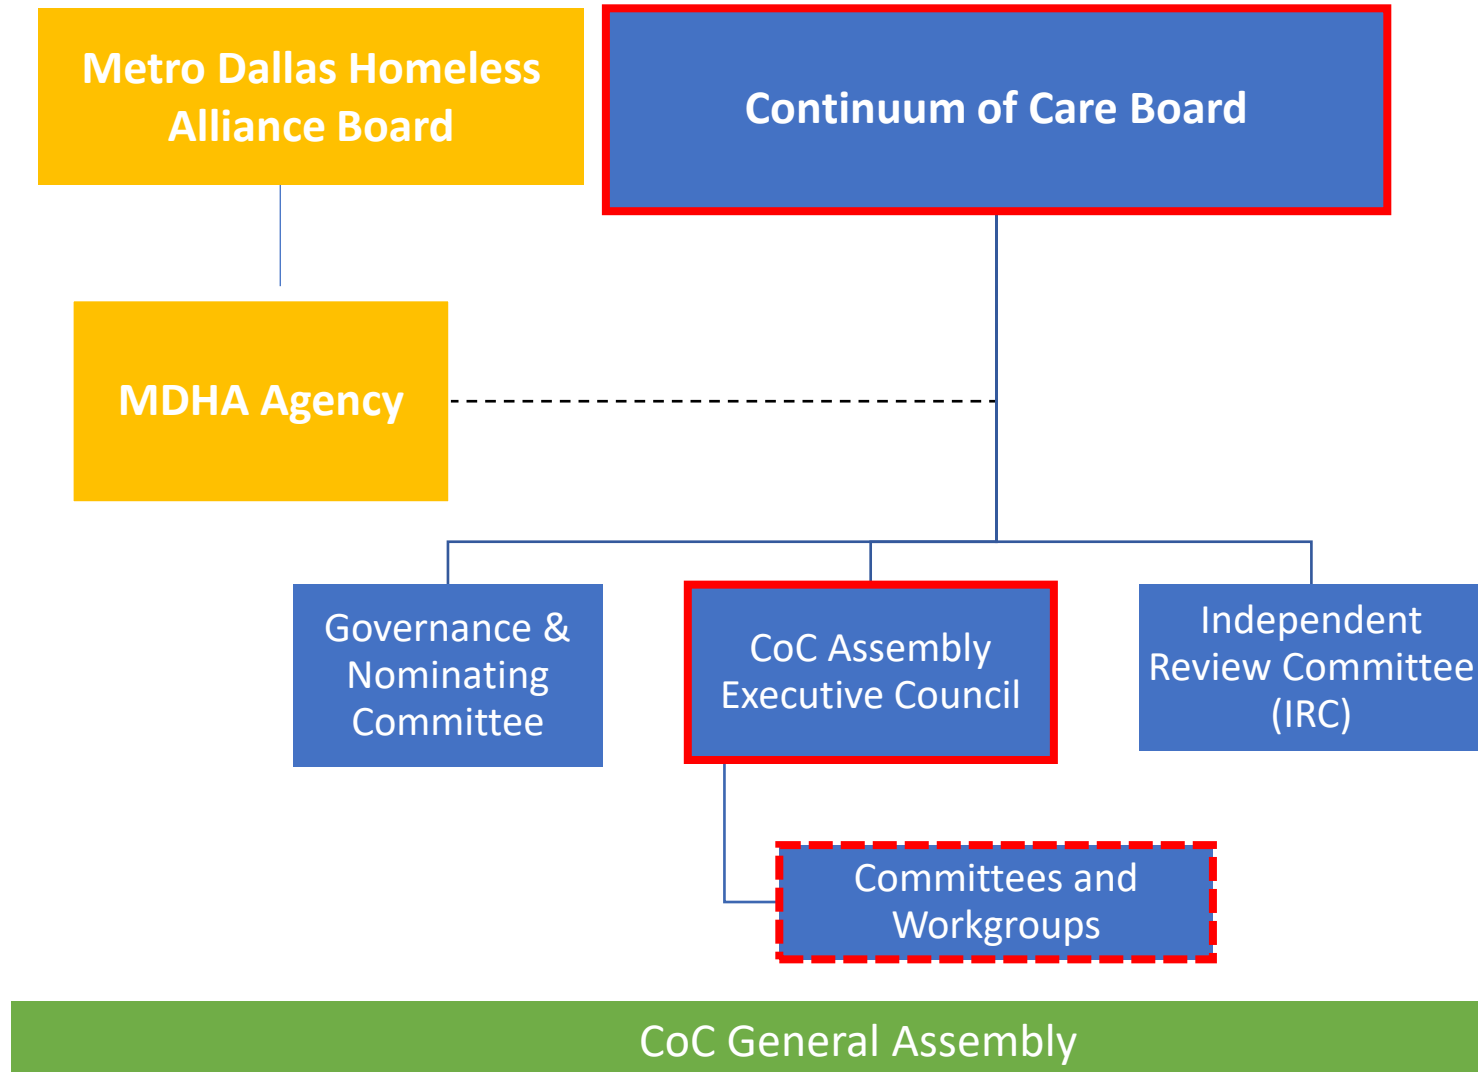 Metro Dallas Homeless
Alliance Board
Continuum of Care Board
MDHA Agency
Governance &
Nominating
Committee
CoC Assembly
Executive Council
Independent
Review Committee
(IRC)
Committees and
Workgroups
CoC General Assembly